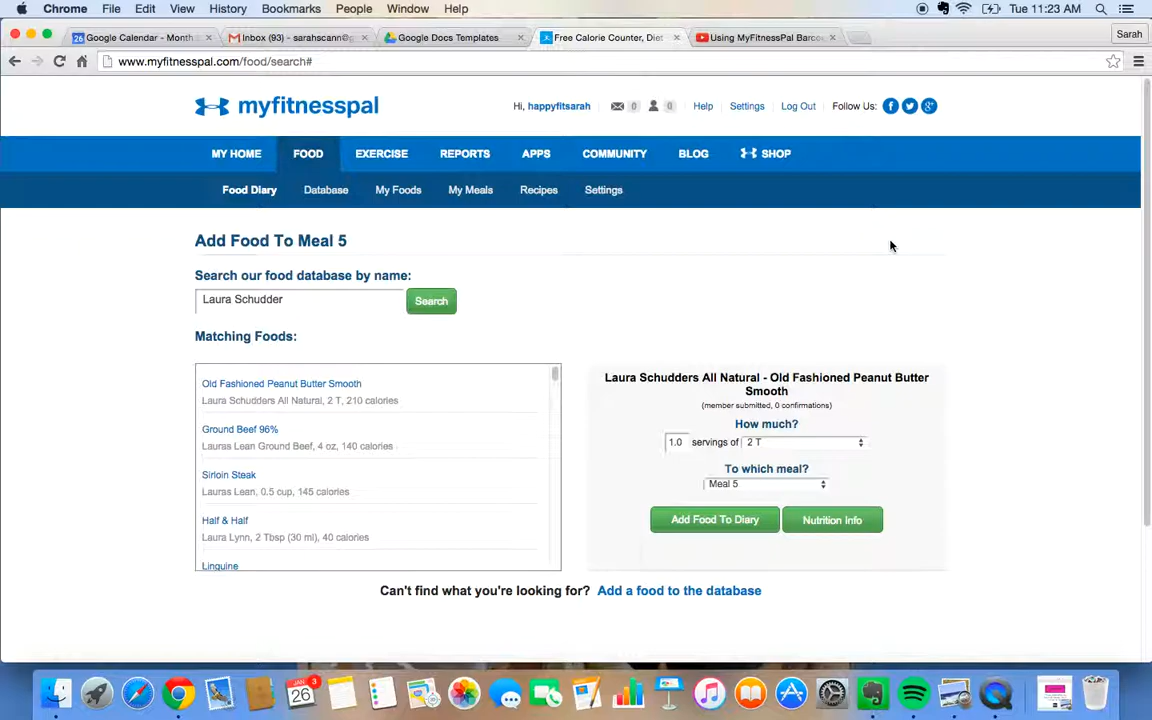 Chrome File Edit View History Bookmarks People Window Help Tue 11:23 AM
Google Calendar - Month Inbox (93) - sarahscann@g Google Docs Templates Free Calorie Counter, Diet Using MyFitnessPal Barco Sarah
www.myfitnesspal.com/food/search#
myfitnesspal Hi, happyfitsarah 0 0 Help Settings Log Out Follow Us:
MY HOME FOOD EXERCISE REPORTS APPS COMMUNITY BLOG SHOP
Food Diary Database My Foods My Meals Recipes Settings
Add Food To Meal 5
Search our food database by name:
Laura Schudder Search
Matching Foods:
Old Fashioned Peanut Butter Smooth
Laura Schudders All Natural, 2 T, 210 calories
Ground Beef 96%
Lauras Lean Ground Beef, 4 oz, 140 calories
Sirloin Steak
Lauras Lean, 0.5 cup, 145 calories
Half & Half
Laura Lynn, 2 Tbsp (30 ml), 40 calories
Linguine
Laura Schudders All Natural - Old Fashioned Peanut Butter
Smooth
(member submitted, 0 confirmations)
How much?
1.0 servings of 2 T
To which meal?
Meal 5
Add Food To Diary Nutrition Info
Can't find what you're looking for? Add a food to the database
JAN
26
3